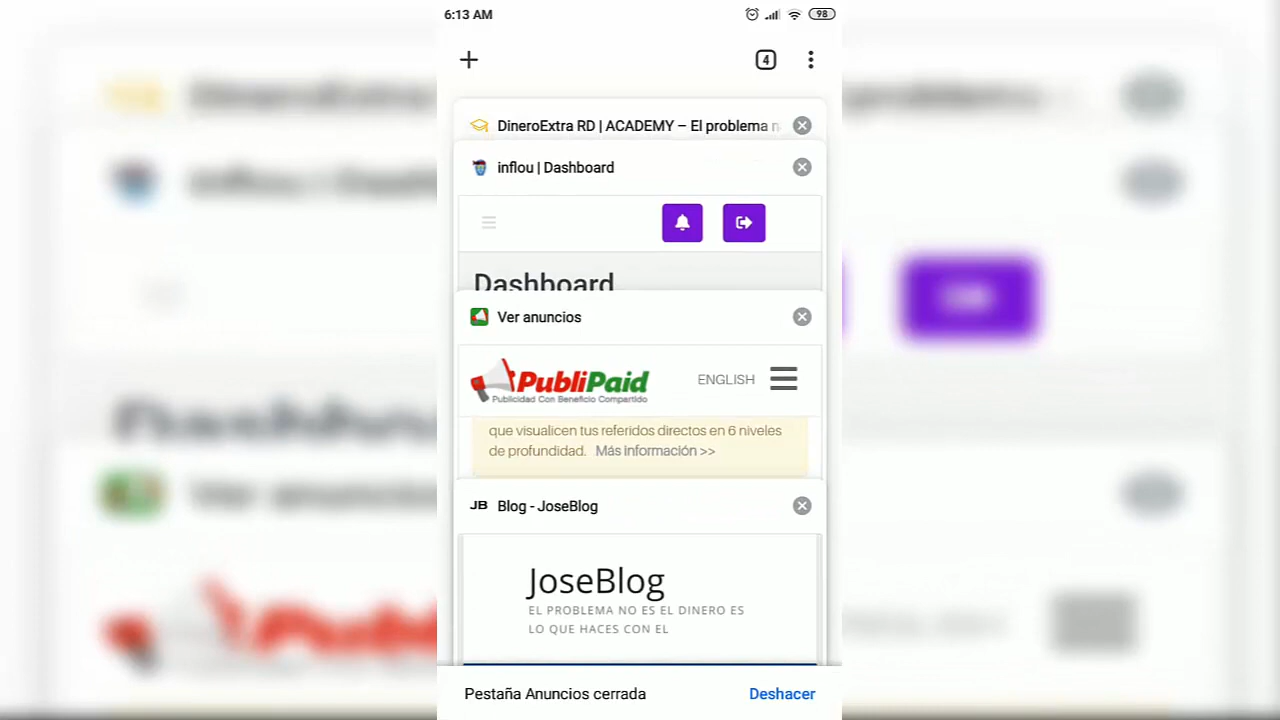 6:13 AM
98
4
DineroExtra RD | ACADEMY – El problema n
inflou | Dashboard
Dashboard
Ver anuncios
PubliPaid
Publicidad Con Beneficio Compartido
ENGLISH
que visualicen tus referidos directos en 6 niveles
de profundidad. Más información >>
JB Blog - JoseBlog
JoseBlog
EL PROBLEMA NO ES EL DINERO ES
LO QUE HACES CON EL
Pestaña Anuncios cerrada
Deshacer